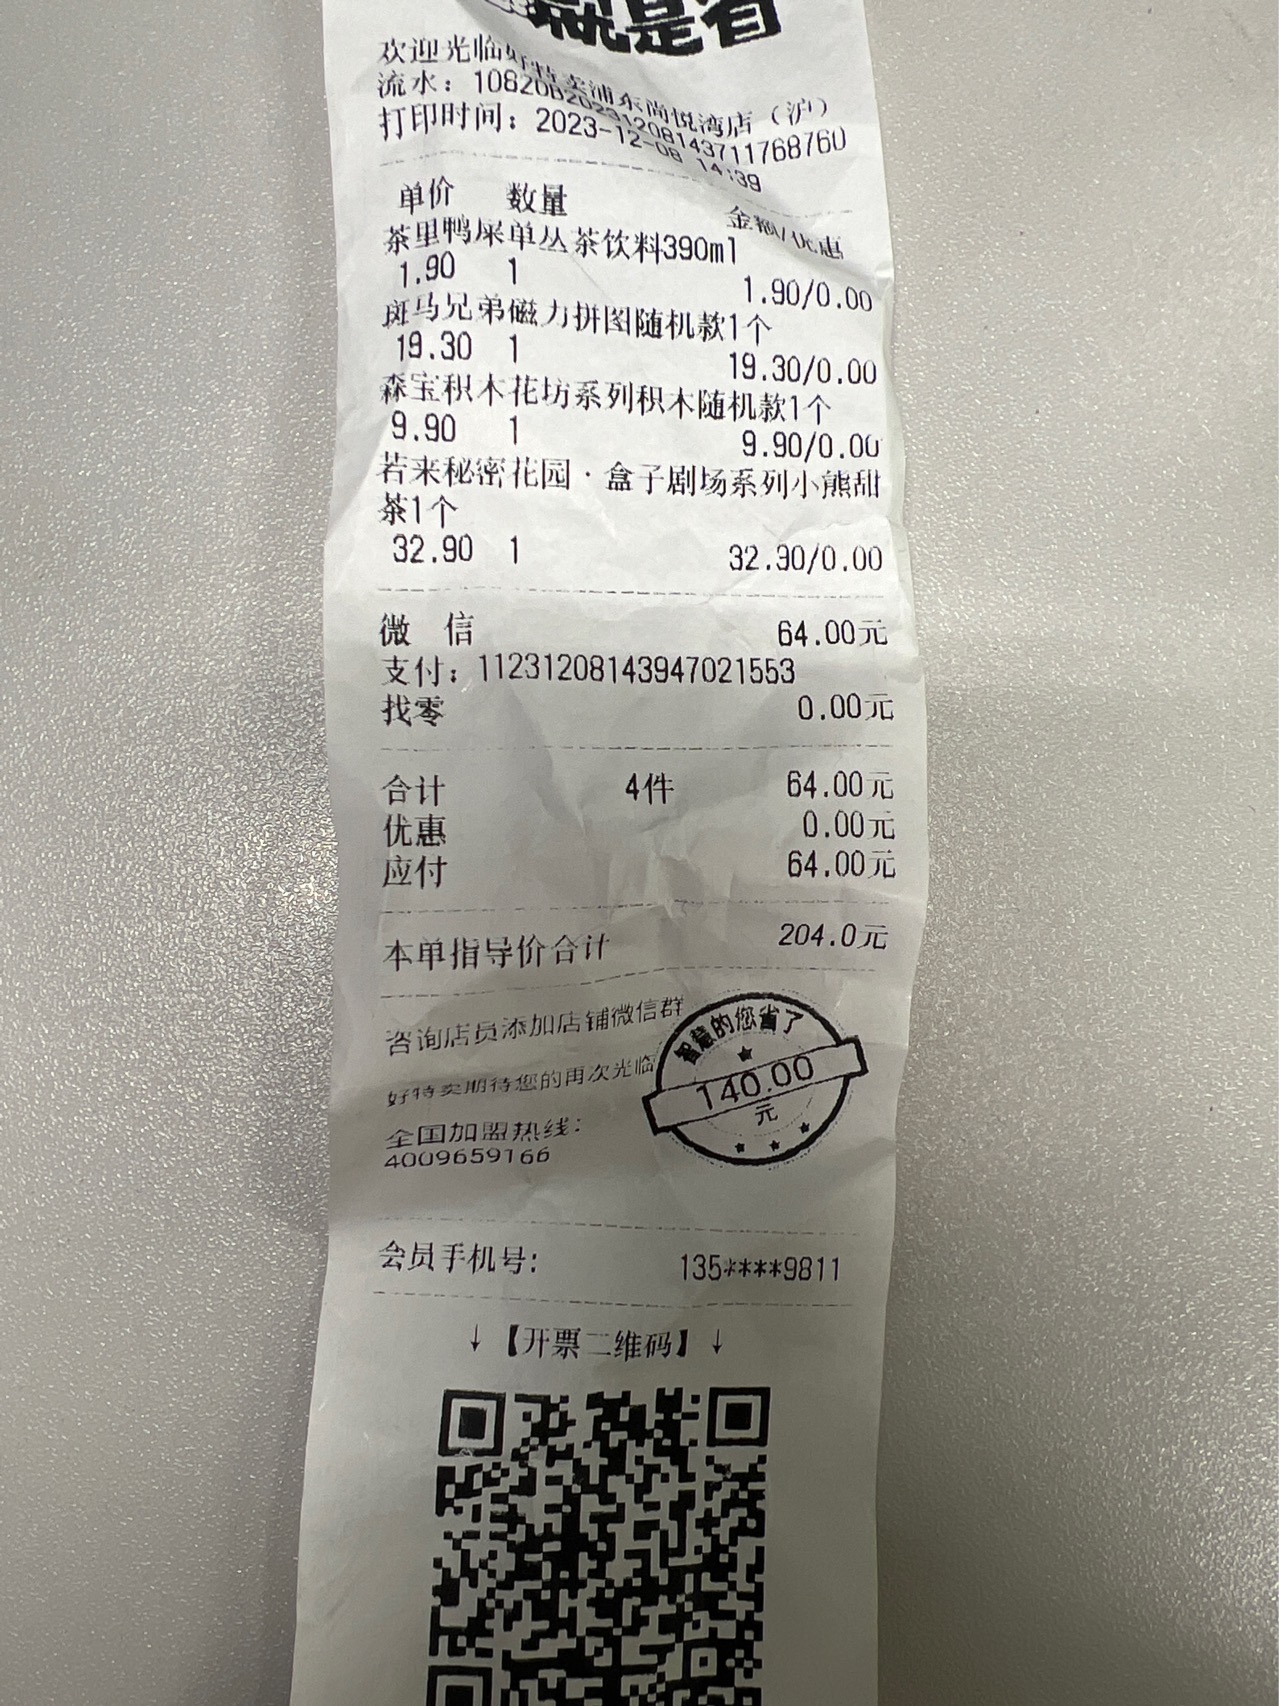 就是省
欢迎光临好特卖浦东尚悦湾店（沪）
流水：10820D20231208143711768760
打印时间：2023-12-08 14:39
单价 数量 金额/优惠
茶里鸭屎单丛茶饮料390ml
1.90 1 1.90/0.00
斑马兄弟磁力拼图随机款1个
19.30 1 19.30/0.00
森宝积木花坊系列积木随机款1个
9.90 1 9.90/0.00
若来秘密花园·盒子剧场系列小熊甜
茶1个
32.90 1 32.90/0.00
微 信 64.00元
支付：11231208143947021553
找零 0.00元
合计 4件 64.00元
优惠 0.00元
应付 64.00元
本单指导价合计 204.0元
咨询店员添加店铺微信群
好特卖期待您的再次光临
全国加盟热线：
4009659166
智慧的您省了
140.00
元
会员手机号: 135****9811
↓【开票二维码】↓